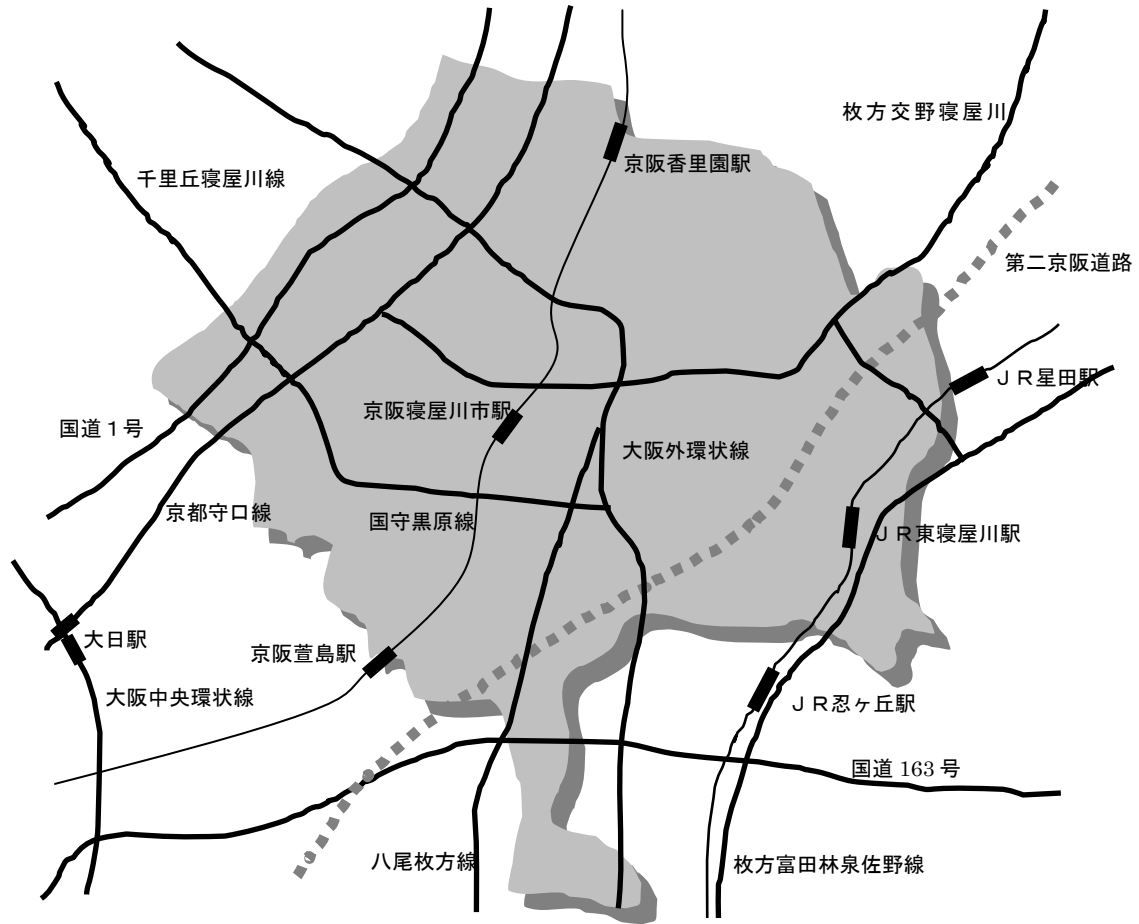 枚方交野寝屋川
京阪香里園駅
千里丘寝屋川線
第二京阪道路
ＪＲ星田駅
京阪寝屋川市駅
国道１号
大阪外環状線
京都守口線
国守黒原線
ＪＲ東寝屋川駅
大日駅
京阪萱島駅
大阪中央環状線
ＪＲ忍ヶ丘駅
国道 163 号
八尾枚方線
枚方富田林泉佐野線